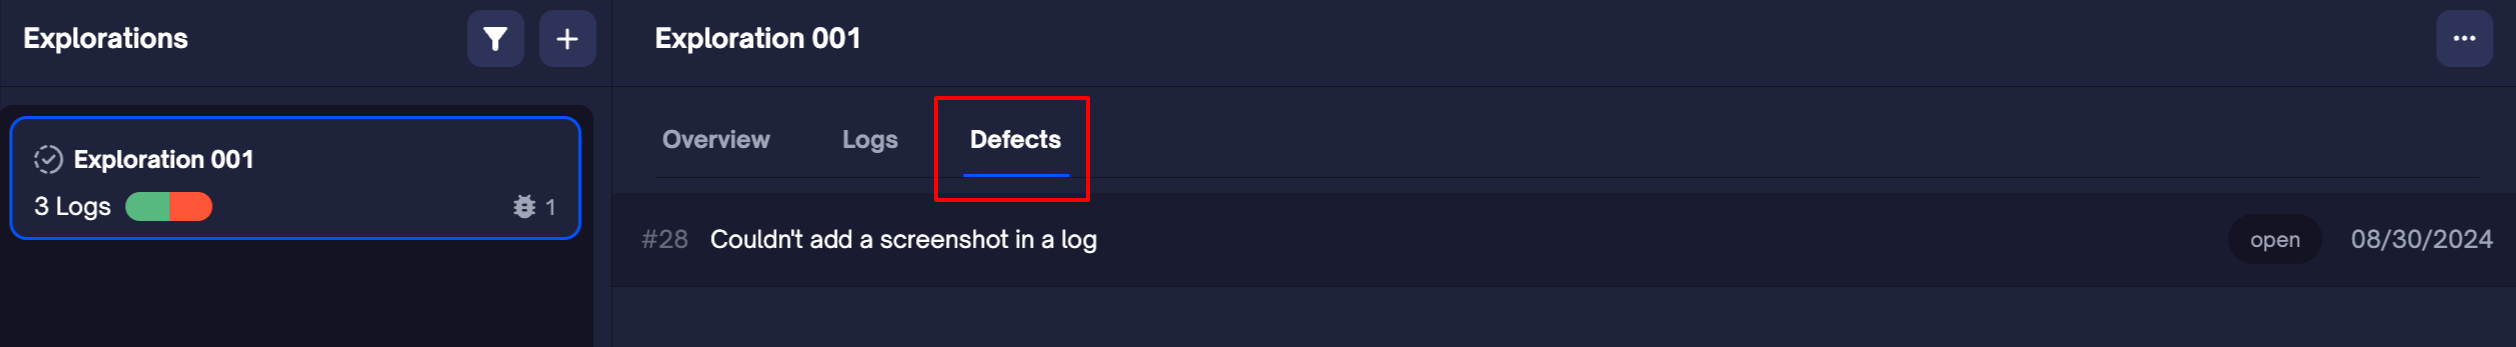 Explorations
Exploration 001
3 Logs
1
Exploration 001
Overview Logs Defects
#28 Couldn't add a screenshot in a log open 08/30/2024